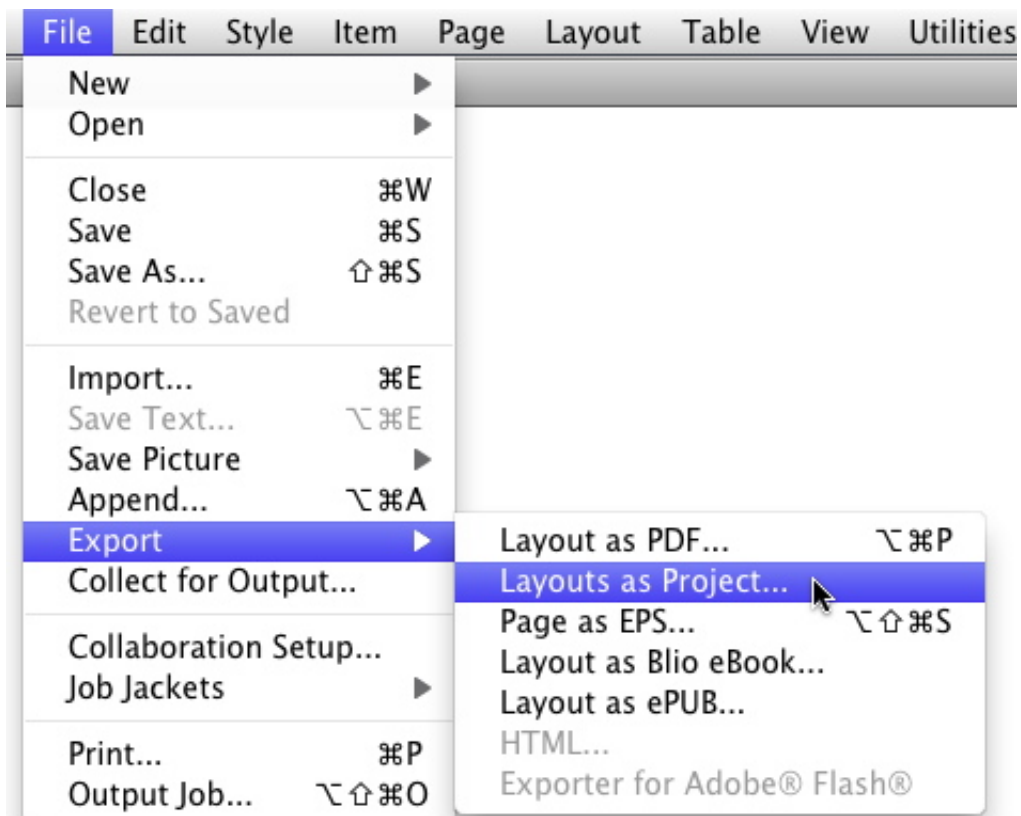 File Edit Style Item Page Layout Table View Utilities
New
Open
Close ⌘W
Save ⌘S
Save As... ⇧⌘S
Revert to Saved
Import... ⌘E
Save Text... ⌥⌘E
Save Picture
Append... ⌥⌘A
Export
Collect for Output...
Collaboration Setup...
Job Jackets
Print... ⌘P
Output Job... ⌥⇧⌘O
Layout as PDF... ⌥⌘P
Layouts as Project...
Page as EPS... ⌥⇧⌘S
Layout as Blio eBook...
Layout as ePUB...
HTML...
Exporter for Adobe® Flash®